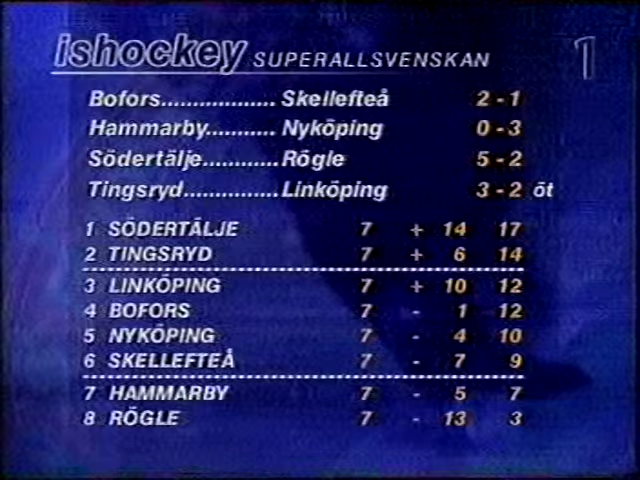 ishockey SUPERALLSVENSKAN 1
Bofors.................. Skellefteå 2 - 1
Hammarby........... Nyköping 0 - 3
Södertälje............ Rögle 5 - 2
Tingsryd............... Linköping 3 - 2 öt
1 SÖDERTÄLJE 7 + 14 17
2 TINGSRYD 7 + 6 14
3 LINKÖPING 7 + 10 12
4 BOFORS 7 - 1 12
5 NYKÖPING 7 - 4 10
6 SKELLEFTEÅ 7 - 7 9
7 HAMMARBY 7 - 5 7
8 RÖGLE 7 - 13 3